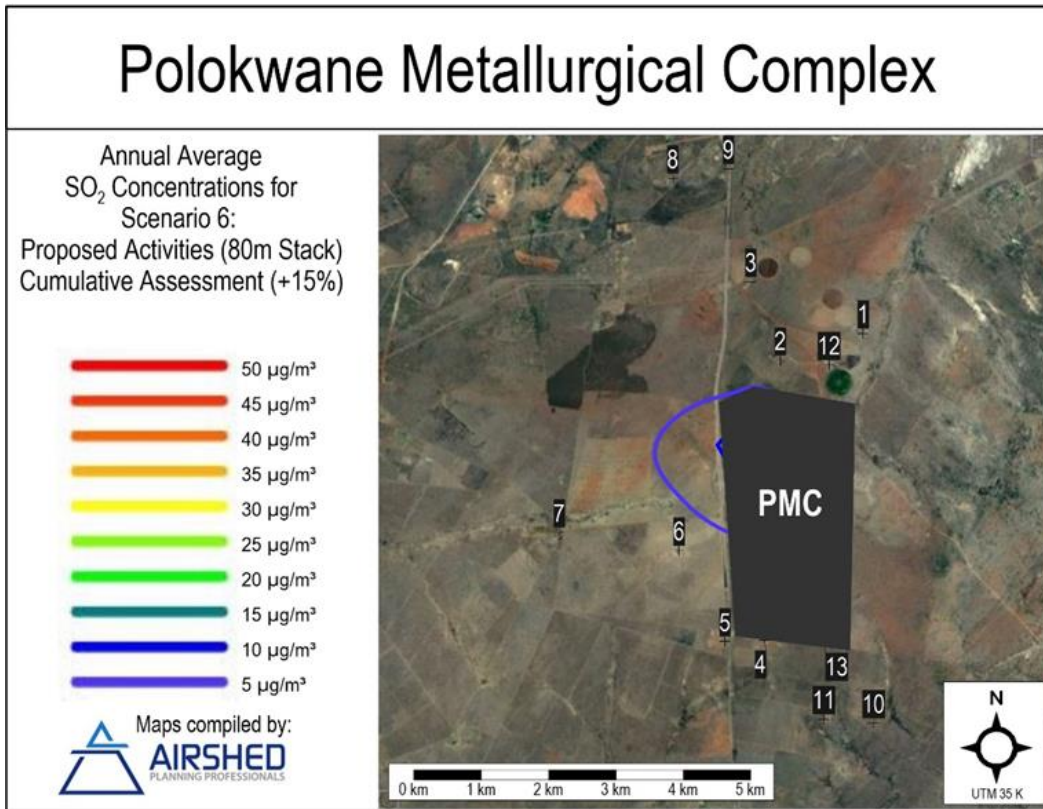 Polokwane Metallurgical Complex
Annual Average
SO₂ Concentrations for
Scenario 6:
Proposed Activities (80m Stack)
Cumulative Assessment (+15%)
50 µg/m³
45 µg/m³
40 µg/m³
35 µg/m³
30 µg/m³
25 µg/m³
20 µg/m³
15 µg/m³
10 µg/m³
5 µg/m³
Maps compiled by:
AIRSHED
PLANNING PROFESSIONALS
8
9
3
1
2
12
PMC
7
6
5
4
13
11
10
0 km 1 km 2 km 3 km 4 km 5 km
N
UTM 35 K